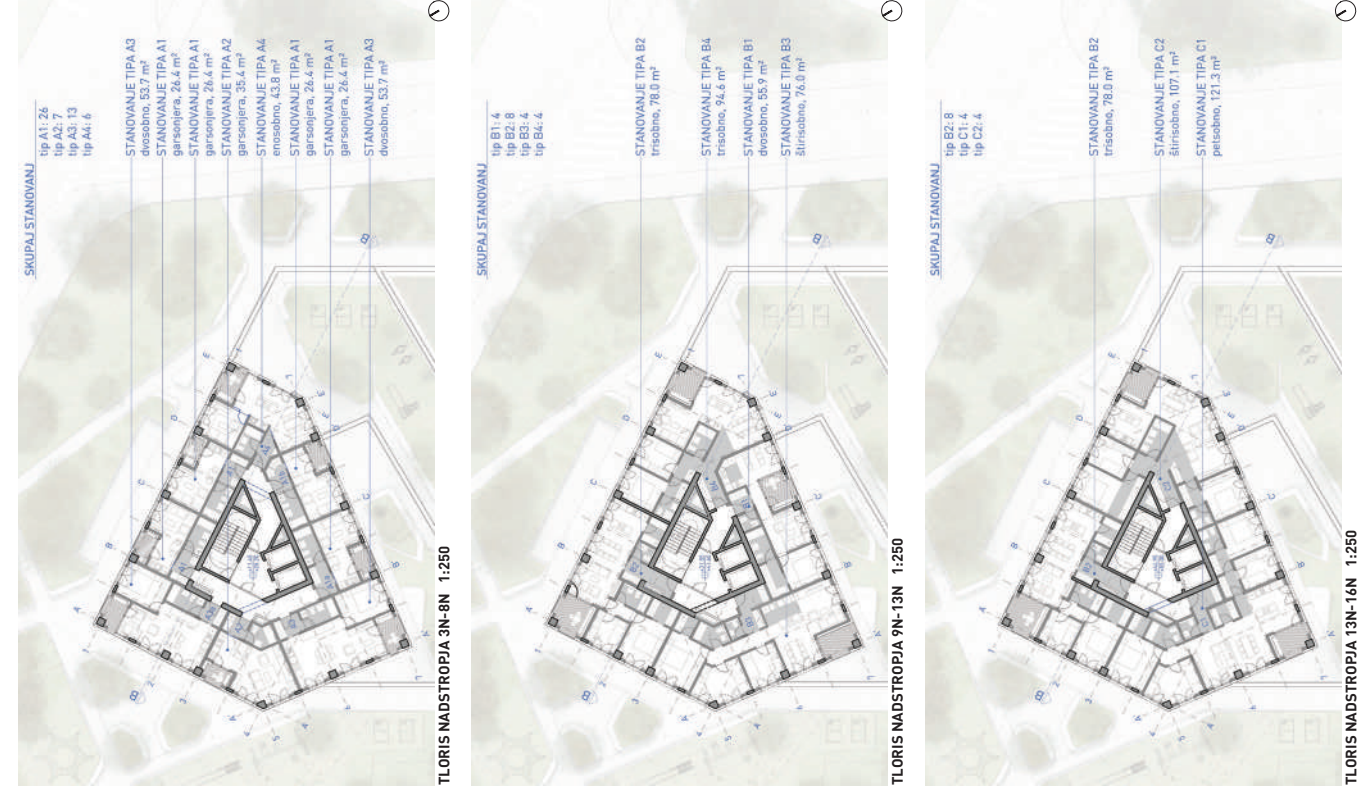 SKUPAJ STANOVANJ
tip A1: 26
tip A2: 7
tip A3: 13
tip A4: 6
STANOVANJE TIPA A3
dvosobno, 53.7 m²
STANOVANJE TIPA A1
garsonjera, 26.4 m²
STANOVANJE TIPA A1
garsonjera, 26.4 m²
STANOVANJE TIPA A2
garsonjera, 35.4 m²
STANOVANJE TIPA A4
enosobno, 43.8 m²
STANOVANJE TIPA A1
garsonjera, 26.4 m²
STANOVANJE TIPA A1
garsonjera, 26.4 m²
STANOVANJE TIPA A3
dvosobno, 53.7 m²
TLORIS NADSTROPJA 3N-8N 1:250
SKUPAJ STANOVANJ
tip B1: 4
tip B2: 8
tip B3: 4
tip B4: 4
STANOVANJE TIPA B2
trisobno, 78.0 m²
STANOVANJE TIPA B4
trisobno, 94.6 m²
STANOVANJE TIPA B1
dvosobno, 55.9 m²
STANOVANJE TIPA B3
štirisobno, 76.0 m²
TLORIS NADSTROPJA 9N-13N 1:250
SKUPAJ STANOVANJ
tip B2: 8
tip C1: 4
tip C2: 4
STANOVANJE TIPA B2
trisobno, 78.0 m²
STANOVANJE TIPA C2
štirisobno, 107.1 m²
STANOVANJE TIPA C1
petsobno, 121.3 m²
TLORIS NADSTROPJA 13N-16N 1:250